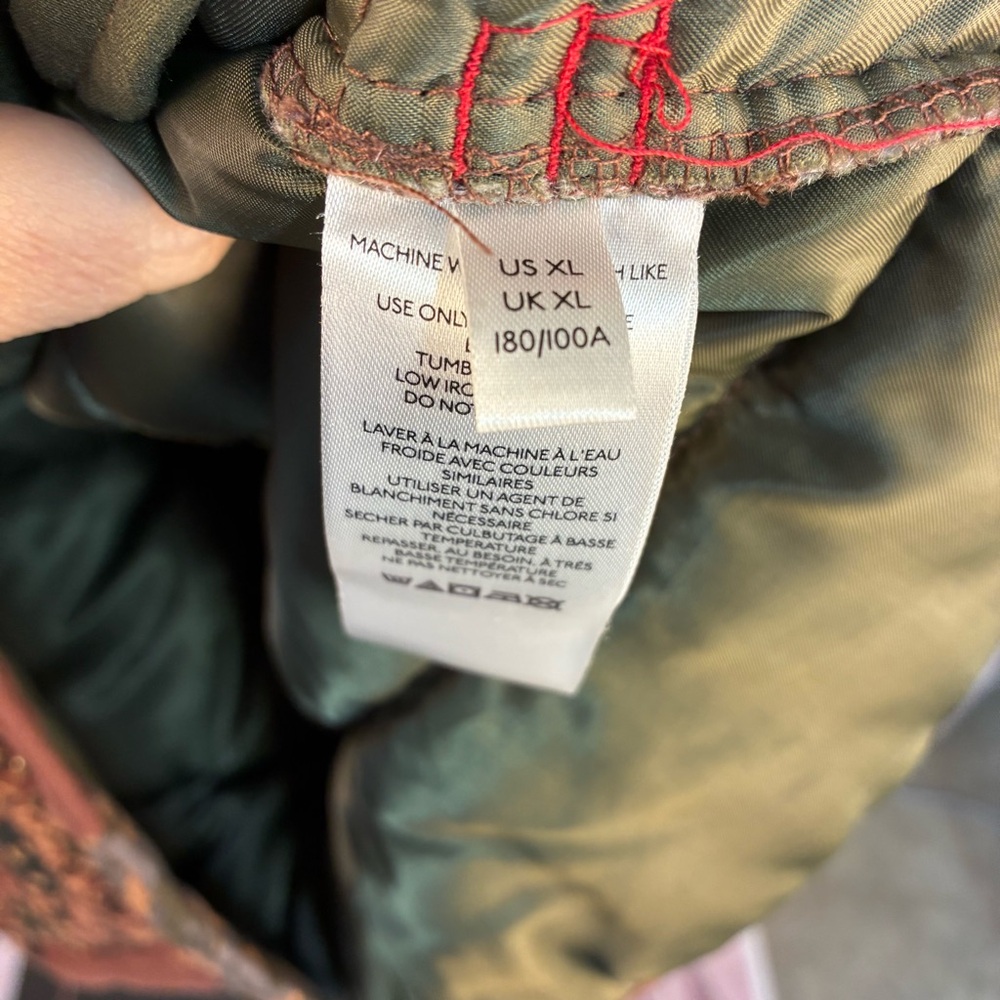 US XL
UK XL
180/100A
MACHINE LIKE
USE ONLY
TUMB
LOW IRO
DO NO
LAVER À LA MACHINE À L'EAU
FROIDE AVEC COULEURS
SIMILAIRES
UTILISER UN AGENT DE
BLANCHIMENT SANS CHLORE SI
NÉCESSAIRE
SECHER PAR CULBUTAGE À BASSE
TEMPERATURE
REPASSER, AU BESOIN, À TRÈS
BASSE TEMPÉRATURE
NE PAS NETTOYER À SEC